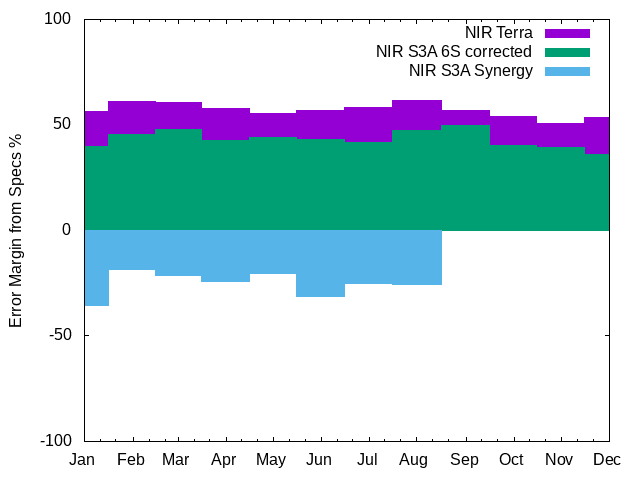 100
50
0
-50
-100
Error Margin from Specs %
NIR Terra
NIR S3A 6S corrected
NIR S3A Synergy
Jan Feb Mar Apr May Jun Jul Aug Sep Oct Nov Dec